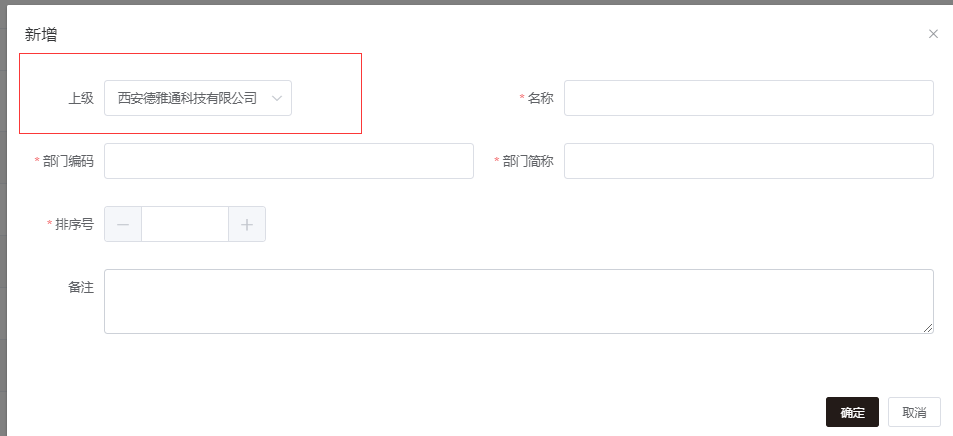 新增
上级 西安德雅通科技有限公司 * 名称
* 部门编码 * 部门简称
* 排序号
备注
确定 取消